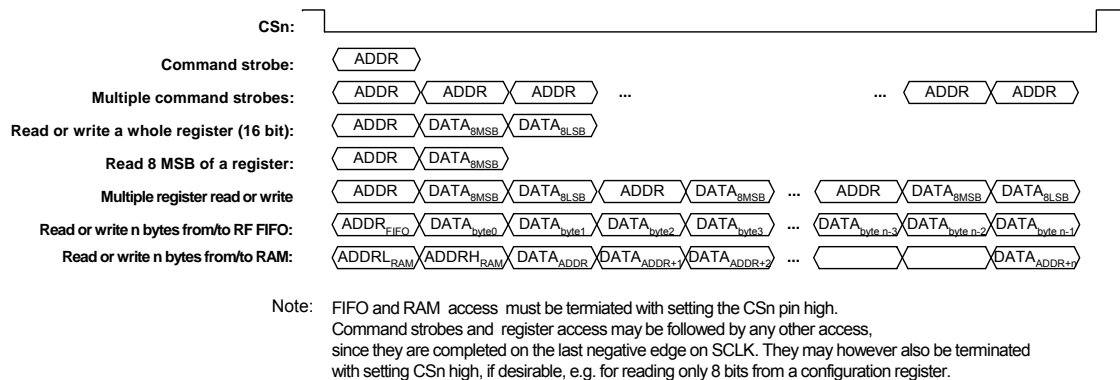 CSn:
Command strobe: ADDR
Multiple command strobes: ADDR ADDR ADDR ... ... ADDR ADDR
Read or write a whole register (16 bit): ADDR DATA8MSB DATA8LSB
Read 8 MSB of a register: ADDR DATA8MSB
Multiple register read or write ADDR DATA8MSB DATA8LSB ADDR DATA8MSB ... ADDR DATA8MSB DATA8LSB
Read or write n bytes from/to RF FIFO: ADDRFIFO DATAbyte0 DATAbyte1 DATAbyte2 DATAbyte3 ... DATAbyte n-3 DATAbyte n-2 DATAbyte n-1
Read or write n bytes from/to RAM: ADDRLRAM ADDRHRAM DATAADDR DATAADDR+1 DATAADDR+2 ... DATAADDR+n
Note: FIFO and RAM access must be termiated with setting the CSn pin high.
Command strobes and register access may be followed by any other access,
since they are completed on the last negative edge on SCLK. They may however also be terminated
with setting CSn high, if desirable, e.g. for reading only 8 bits from a configuration register.